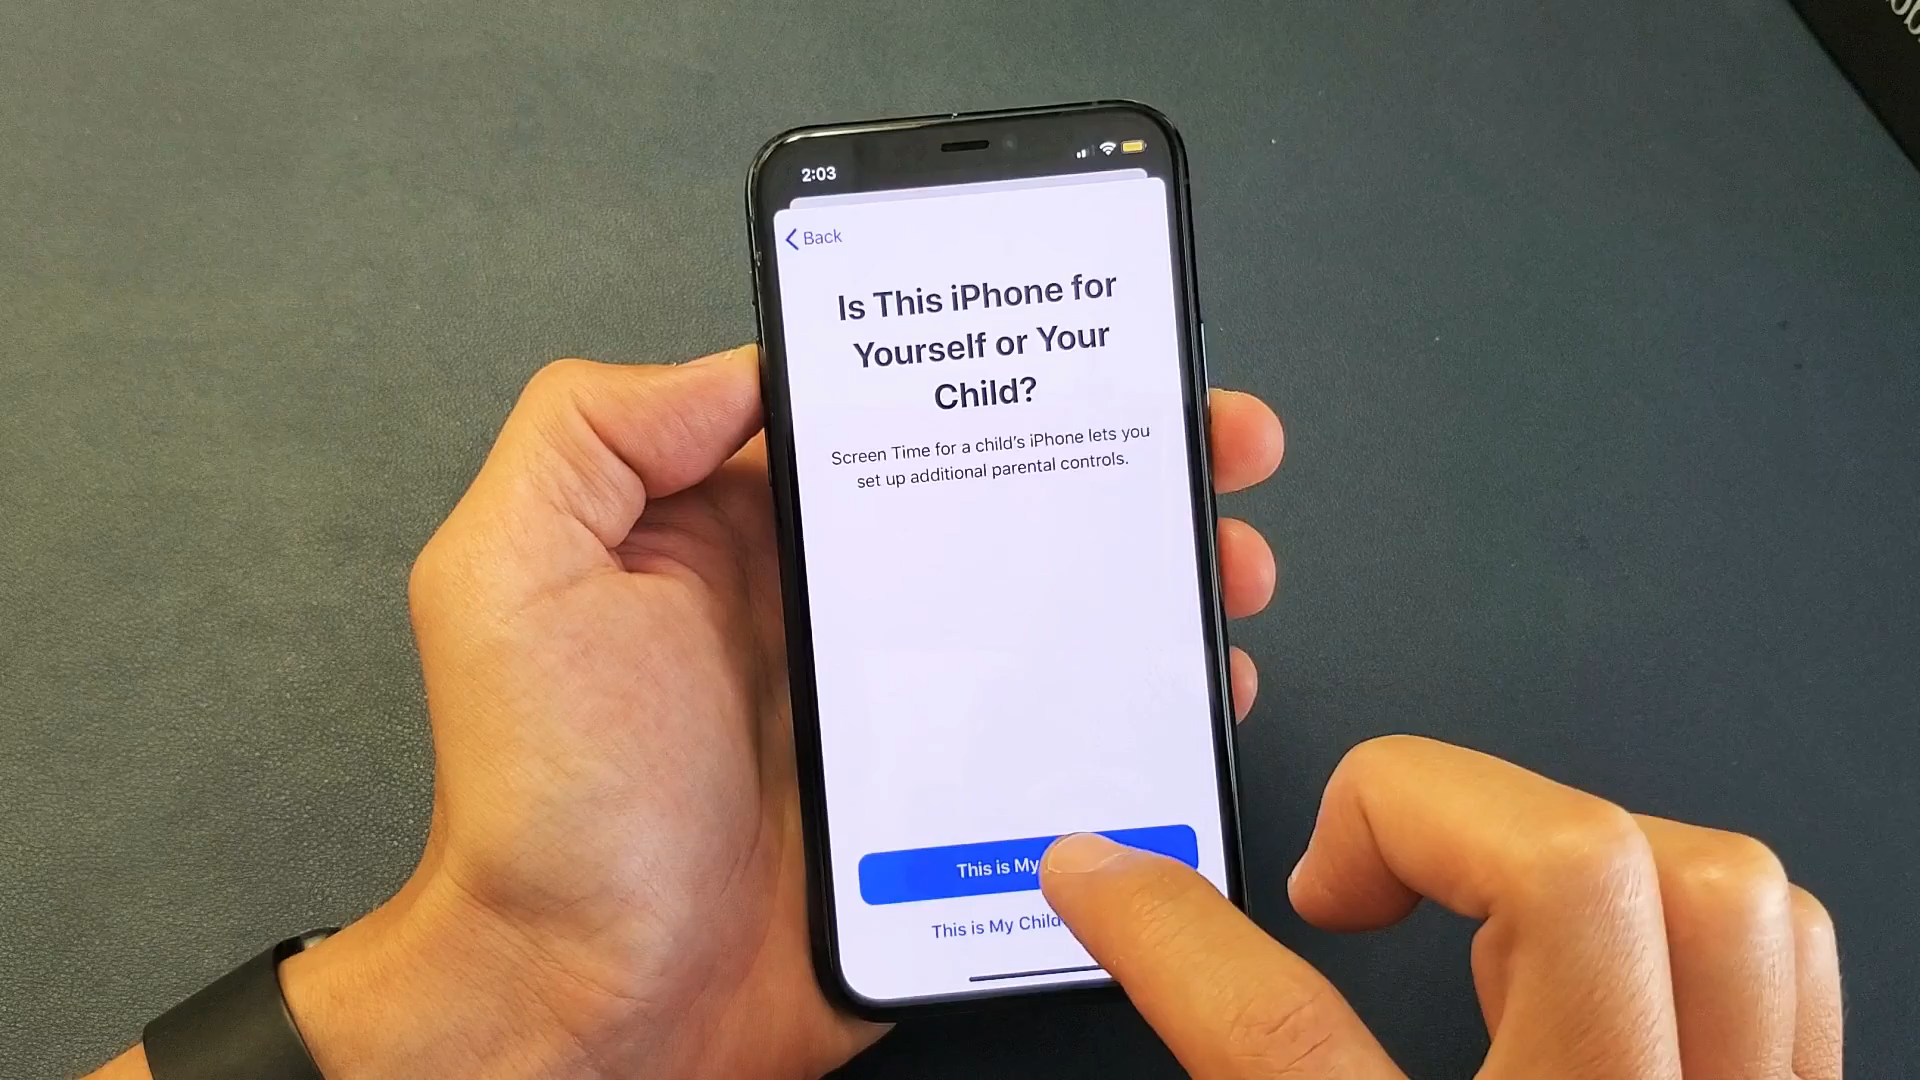 2:03
Back
Is This iPhone for
Yourself or Your
Child?
Screen Time for a child's iPhone lets you
set up additional parental controls.
This is My
This is My Child